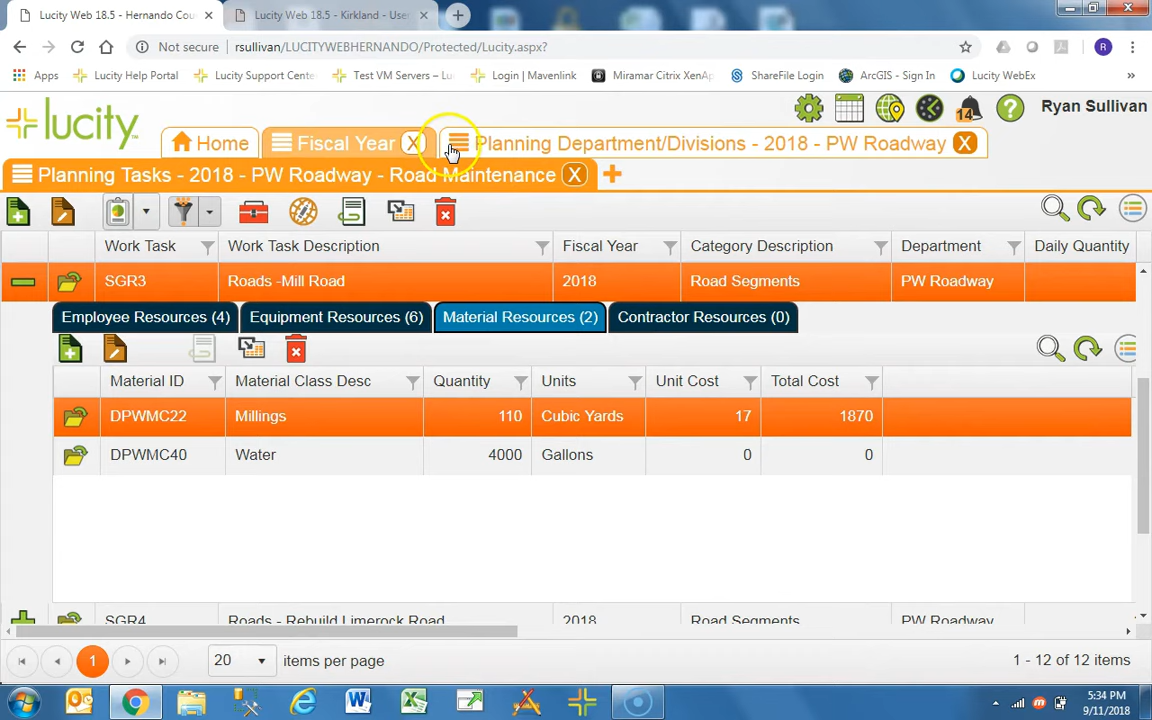 Lucity Web 18.5 - Hernando Cou
Lucity Web 18.5 - Kirkland - User
Not secure
rsullivan/LUCITYWEBHERNANDO/Protected/Lucity.aspx?
R
Apps
Lucity Help Portal
Lucity Support Cente
Test VM Servers – Lu
Login | Mavenlink
Miramar Citrix XenAp
ShareFile Login
ArcGIS - Sign In
Lucity WebEx
»
lucity
Home
Fiscal Year X
Planning Department/Divisions - 2018 - PW Roadway X
14
Ryan Sullivan
Planning Tasks - 2018 - PW Roadway - Road Maintenance X
Work Task Work Task Description Fiscal Year Category Description Department Daily Quantity
SGR3 Roads -Mill Road 2018 Road Segments PW Roadway
Employee Resources (4) Equipment Resources (6) Material Resources (2) Contractor Resources (0)
Material ID Material Class Desc Quantity Units Unit Cost Total Cost
DPWMC22 Millings 110 Cubic Yards 17 1870
DPWMC40 Water 4000 Gallons 0 0
SGR4 Roads - Rebuild Limerock Road 2018 Road Segments PW Roadway
1 20 items per page 1 - 12 of 12 items
5:34 PM
9/11/2018